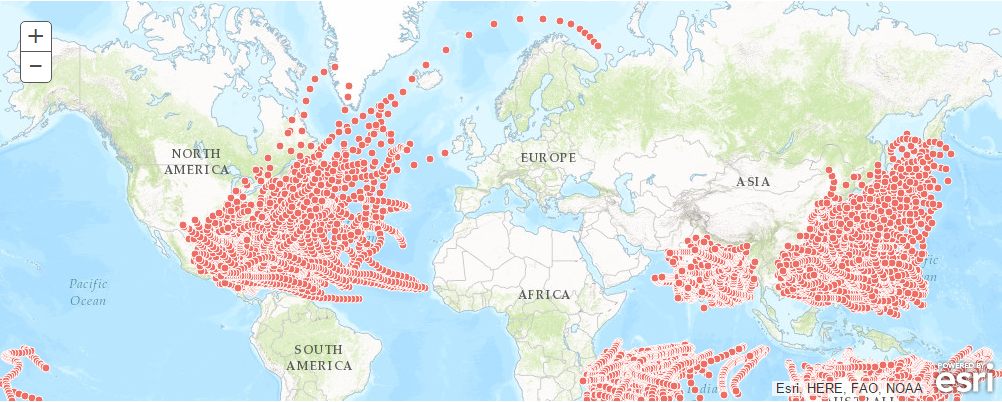 +
−
NORTH
AMERICA
EUROPE
ASIA
Pacific
Ocean
AFRICA
SOUTH
AMERICA
Esri, HERE, FAO, NOAA
POWERED BY
esri